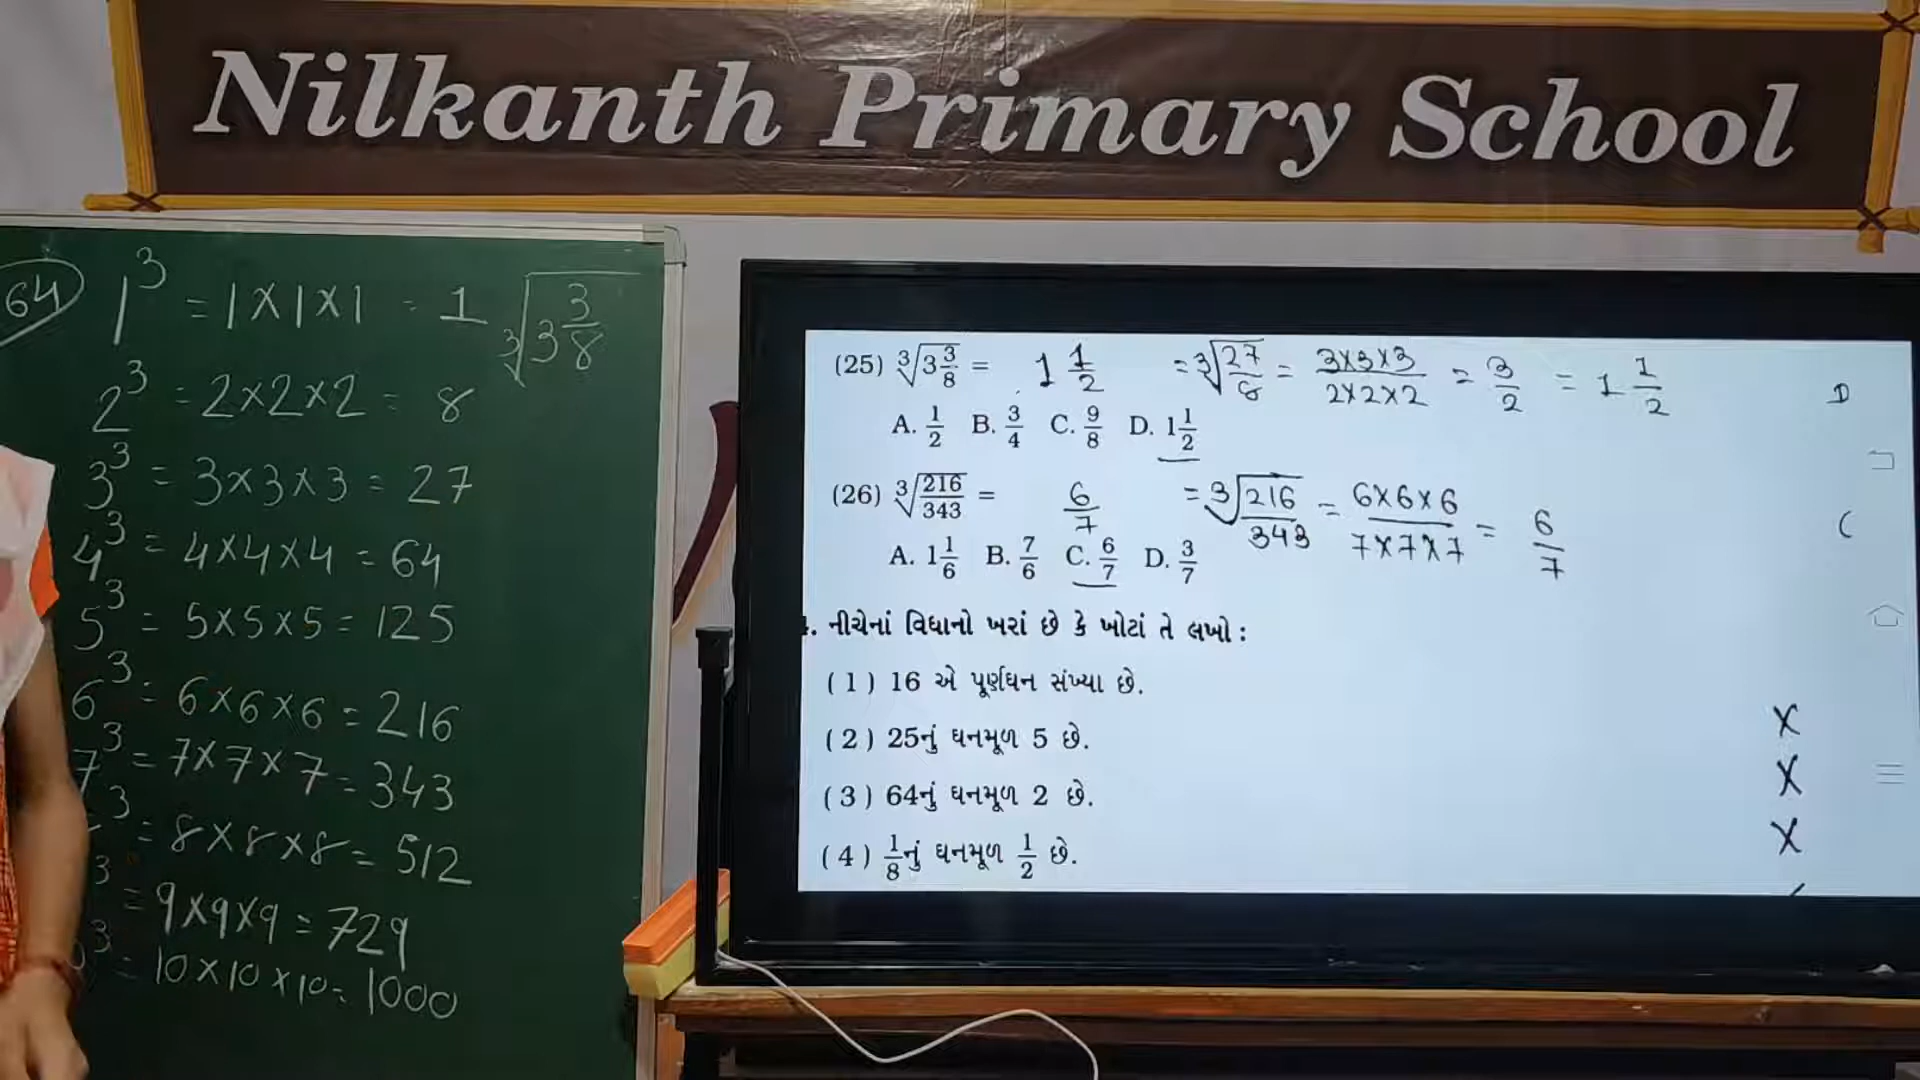 Nilkanth Primary School
64
1³ = 1×1×1 = 1
∛3 3/8
2³ = 2×2×2 = 8
3³ = 3×3×3 = 27
4³ = 4×4×4 = 64
5³ = 5×5×5 = 125
6³ = 6×6×6 = 216
7³ = 7×7×7 = 343
³ = 8×8×8 = 512
³ = 9×9×9 = 729
³ = 10×10×10 = 1000
(25) ∛3 3/8 = 1 1/2 = ∛27/8 = 3×3×3/2×2×2 = 3/2 = 1 1/2 D
A. 1/2 B. 3/4 C. 9/8 D. 1 1/2
(26) ∛216/343 = 6/7 = ∛216/343 = 6×6×6/7×7×7 = 6/7 C
A. 1 1/6 B. 7/6 C. 6/7 D. 3/7
. નીચેનાં વિધાનો ખરાં છે કે ખોટાં તે લખો :
(1) 16 એ પૂર્ણઘન સંખ્યા છે. ×
(2) 25નું ઘનમૂળ 5 છે. ×
(3) 64નું ઘનમૂળ 2 છે. ×
(4) 1/8નું ઘનમૂળ 1/2 છે.